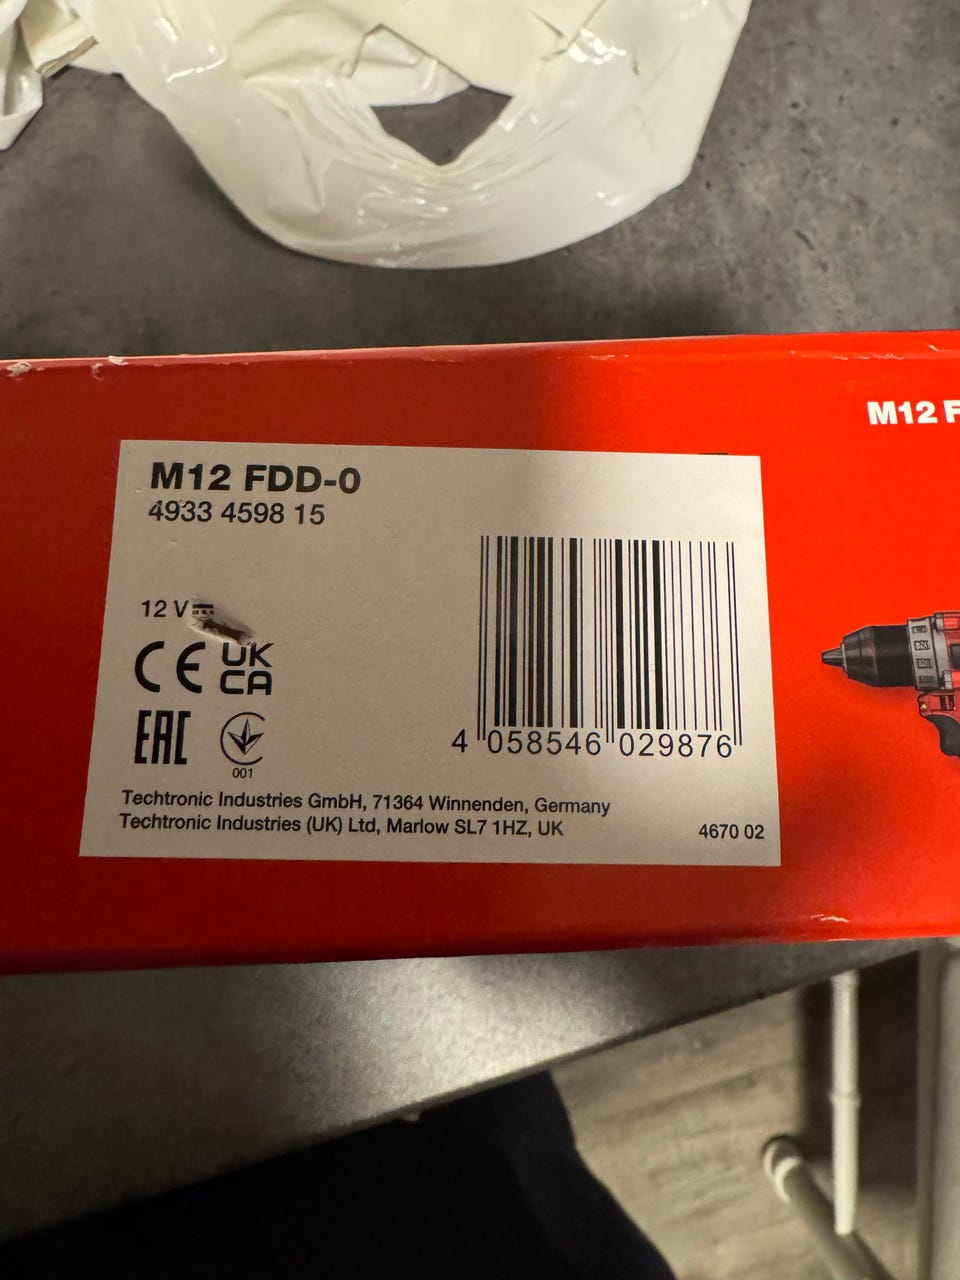 M12 F
M12 FDD-0
4933 4598 15
12 V
CE UK
CA
EAC
001
4 058546 029876
Techtronic Industries GmbH, 71364 Winnenden, Germany
Techtronic Industries (UK) Ltd, Marlow SL7 1HZ, UK
4670 02